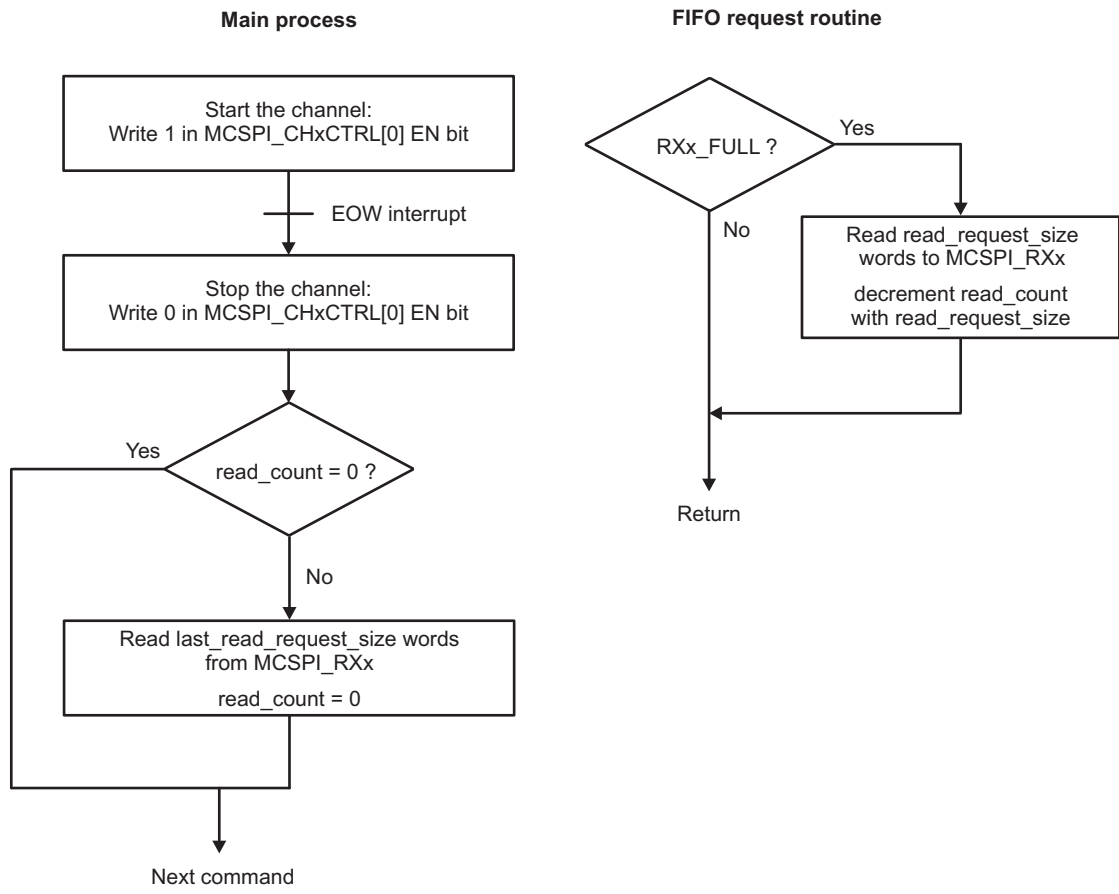 Main process
Start the channel:
Write 1 in MCSPI_CHxCTRL[0] EN bit
EOW interrupt
Stop the channel:
Write 0 in MCSPI_CHxCTRL[0] EN bit
Yes
read_count = 0 ?
No
Read last_read_request_size words
from MCSPI_RXx
read_count = 0
Next command
FIFO request routine
RXx_FULL ?
Yes
No
Read read_request_size
words to MCSPI_RXx
decrement read_count
with read_request_size
Return